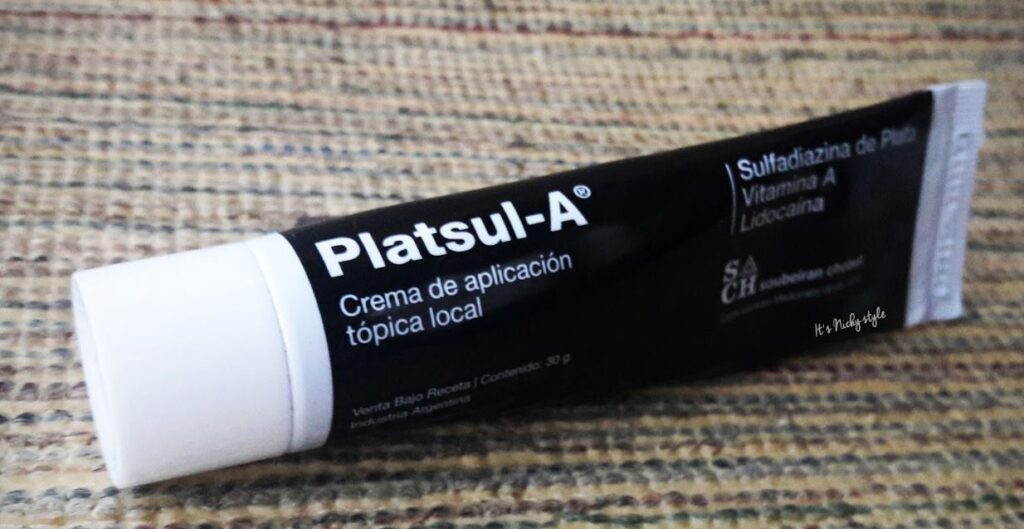 Platsul-A®
Crema de aplicación
tópica local
Venta Bajo Receta | Contenido: 30 g.
Industria Argentina
Sulfadiazina de Plata
Vitamina A
Lidocaína
SACH soubeiran chobet
It's Nicky style